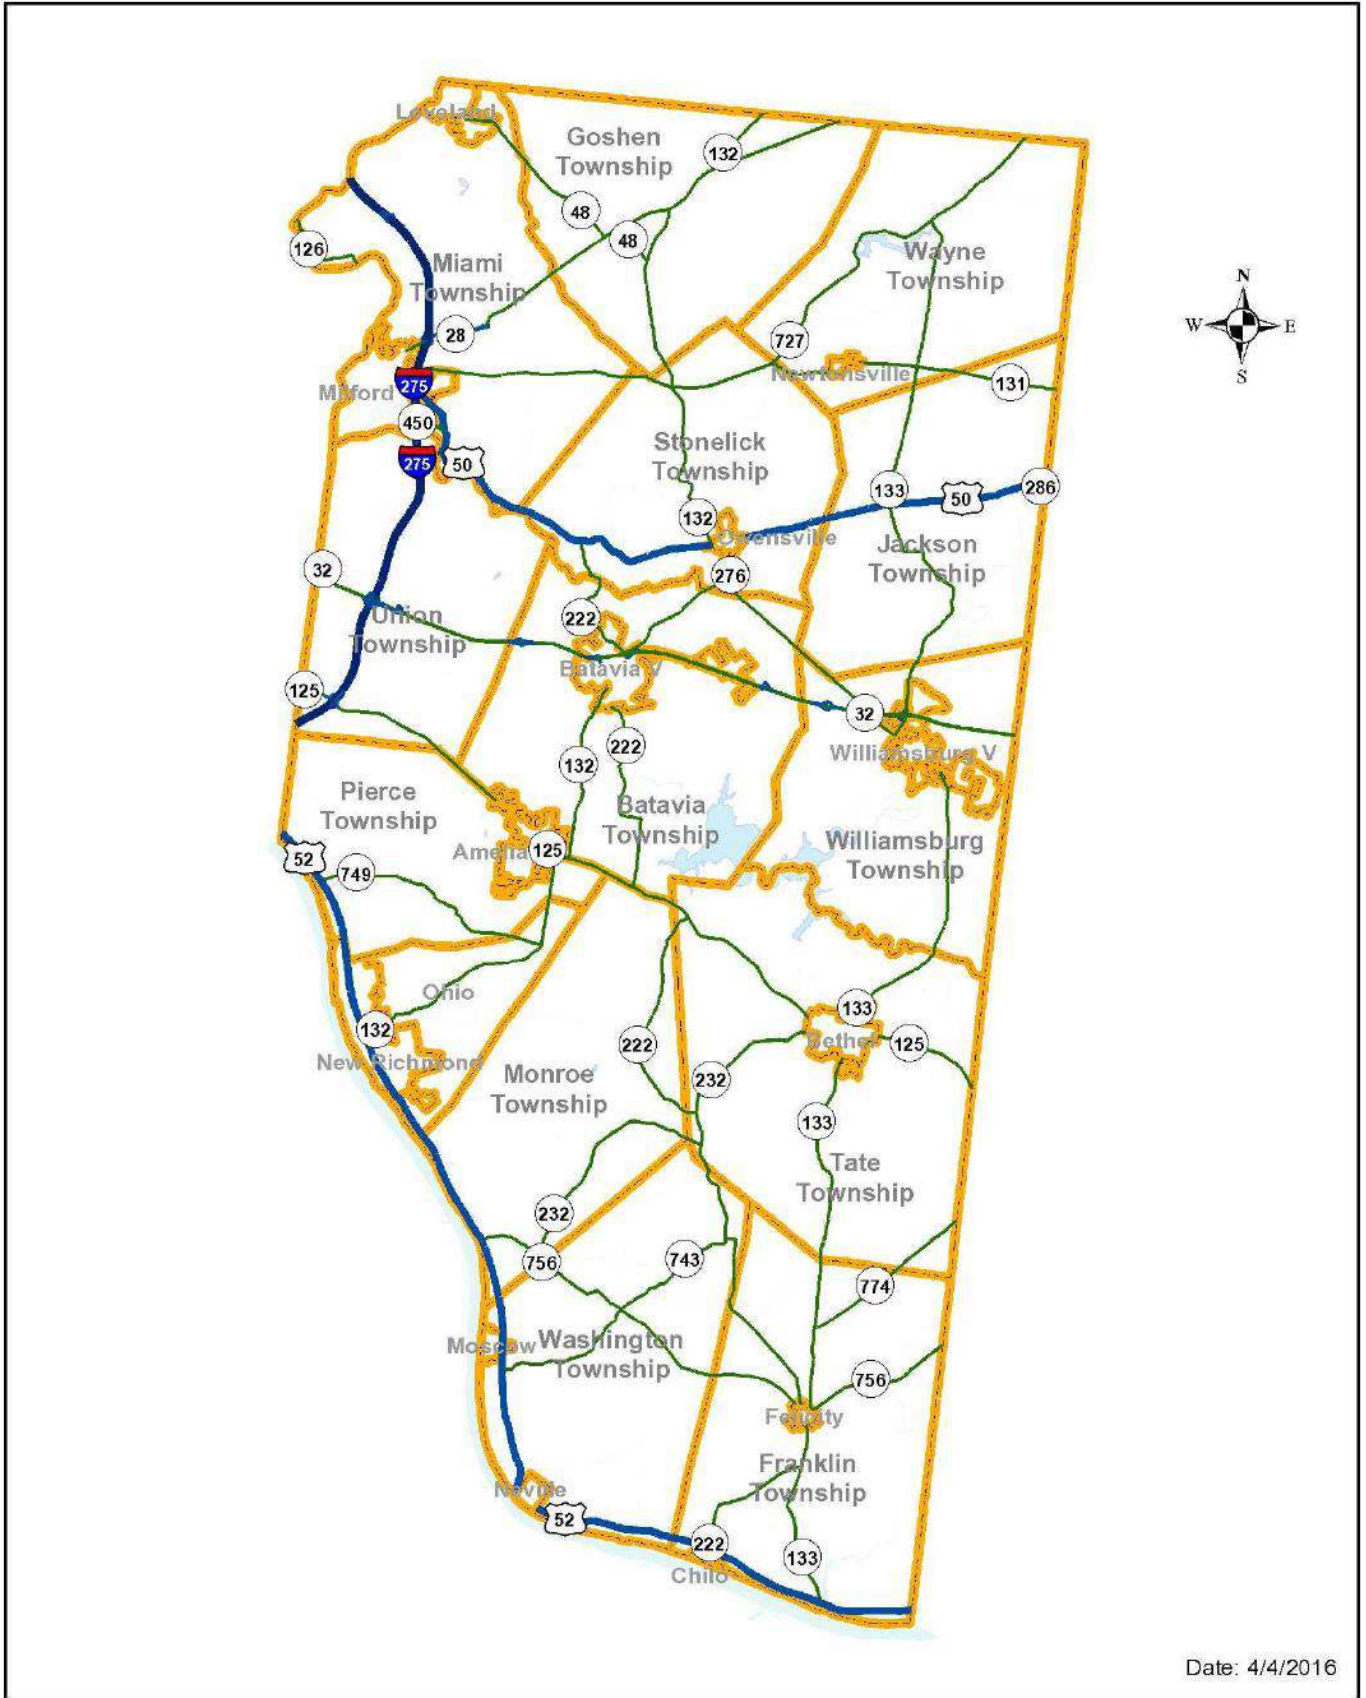 Loveland
Goshen
Township
132
48
48
126
Miami
Township
Wayne
Township
N
W
E
S
28
727
Newtonsville
131
275
Milford
450
275
50
Stonelick
Township
133
50
286
132
Owensville
Jackson
Township
32
276
222
Union
Township
Batavia V
125
32
222
132
Williamsburg V
Pierce
Township
Batavia
Township
Williamsburg
Township
Amelia
125
52
749
Ohio
133
132
Bethel
125
222
New Richmond
232
Monroe
Township
133
Tate
Township
232
756
743
774
Moscow
Washington
Township
756
Felicity
Franklin
Township
Neville
52
222
133
Chilo
Date: 4/4/2016